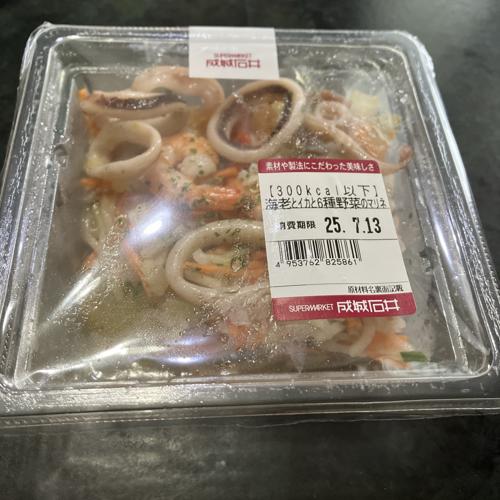 SUPERMARKET
成城石井
素材や製法にこだわった美味しさ
【300kcal以下】
海老とイカと6種野菜のマリネ
消費期限 25.7.13
4 953762 825861
原材料名裏面記載
SUPERMARKET 成城石井